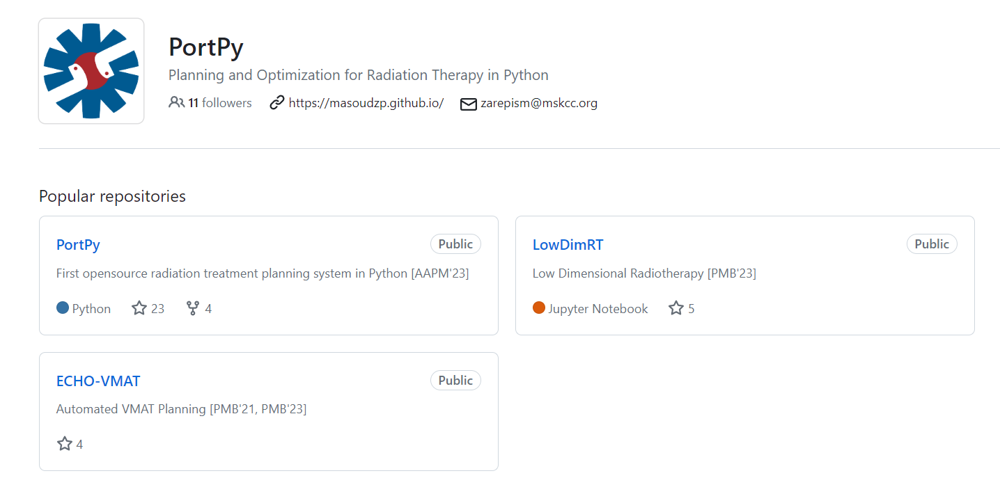 PortPy
Planning and Optimization for Radiation Therapy in Python
11 followers https://masoudzp.github.io/ zarepism@mskcc.org
Popular repositories
PortPy Public
First opensource radiation treatment planning system in Python [AAPM'23]
Python 23 4
LowDimRT Public
Low Dimensional Radiotherapy [PMB'23]
Jupyter Notebook 5
ECHO-VMAT Public
Automated VMAT Planning [PMB'21, PMB'23]
4